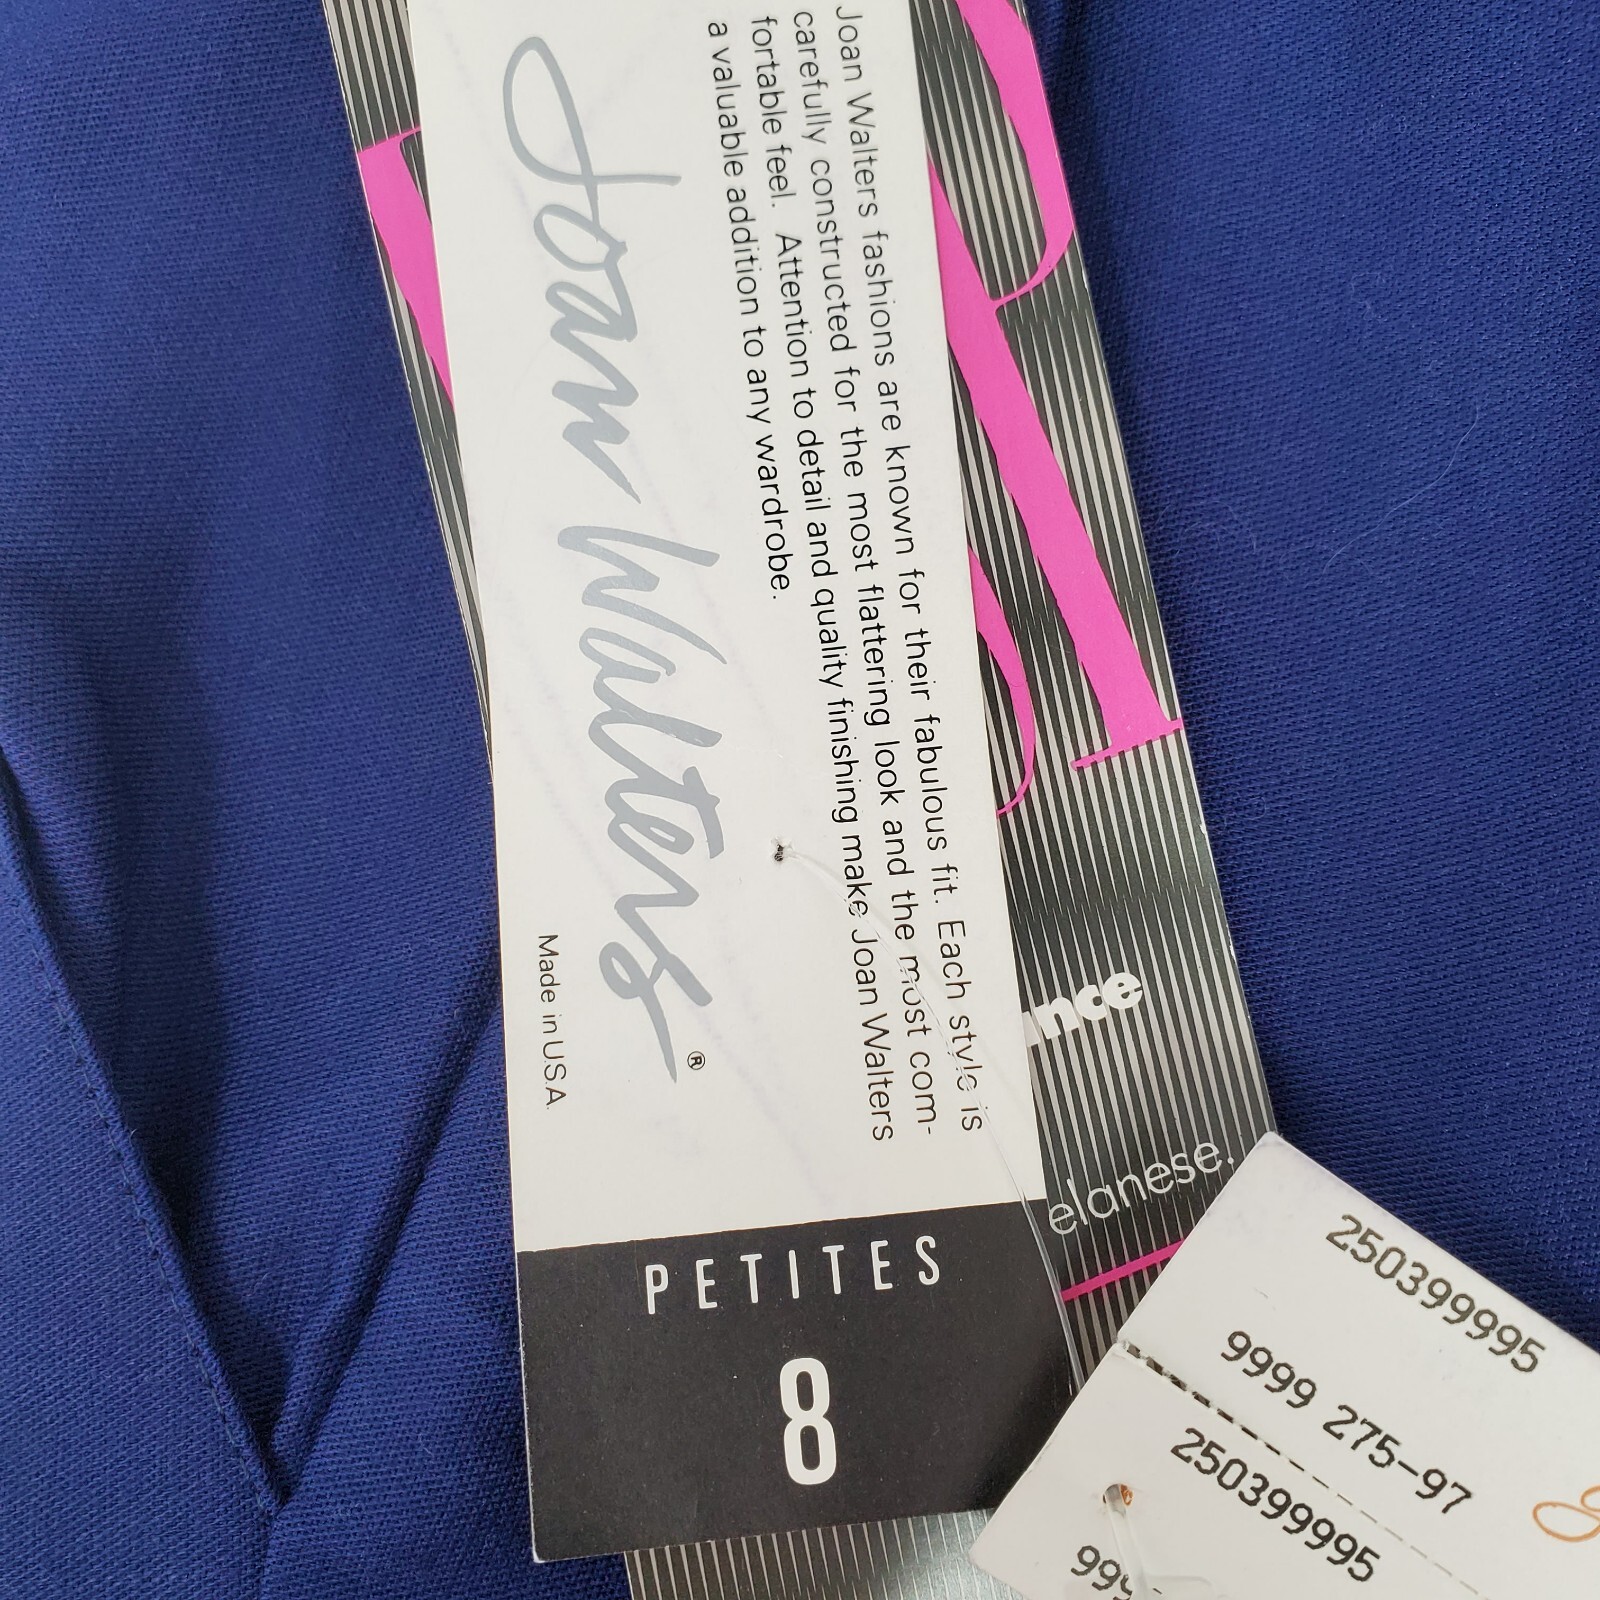 Joan Walters fashions are known for their fabulous fit. Each style is
carefully constructed for the most flattering look and the most com-
fortable feel. Attention to detail and quality finishing make Joan Walters
a valuable addition to any wardrobe.
Joan Walters®
Made in U.S.A.
PETITES
8
nce
elanese.
250399995
9999 275-97
250399995
999